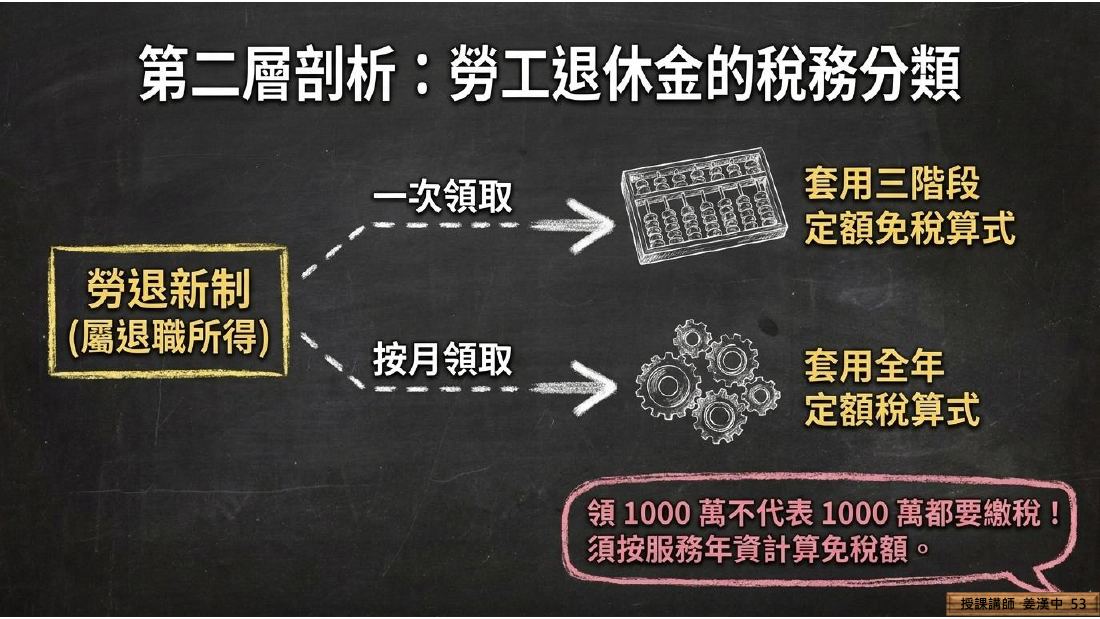 第二層剖析：勞工退休金的稅務分類
一次領取
套用三階段
定額免稅算式
勞退新制
(屬退職所得)
按月領取
套用全年
定額稅算式
領 1000 萬不代表 1000 萬都要繳稅！
須按服務年資計算免稅額。
授課講師 姜漢中 53